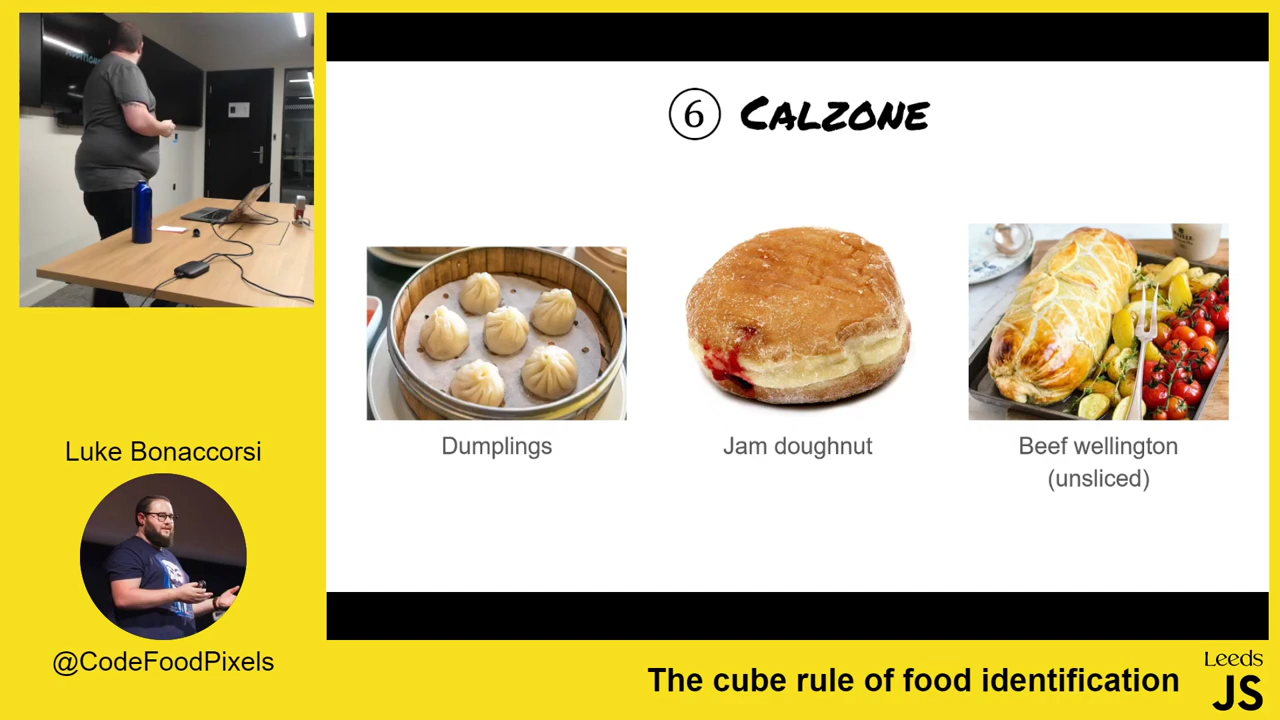 ⑥ CALZONE
Dumplings
Jam doughnut
Beef wellington
(unsliced)
Luke Bonaccorsi
@CodeFoodPixels
The cube rule of food identification
Leeds
JS